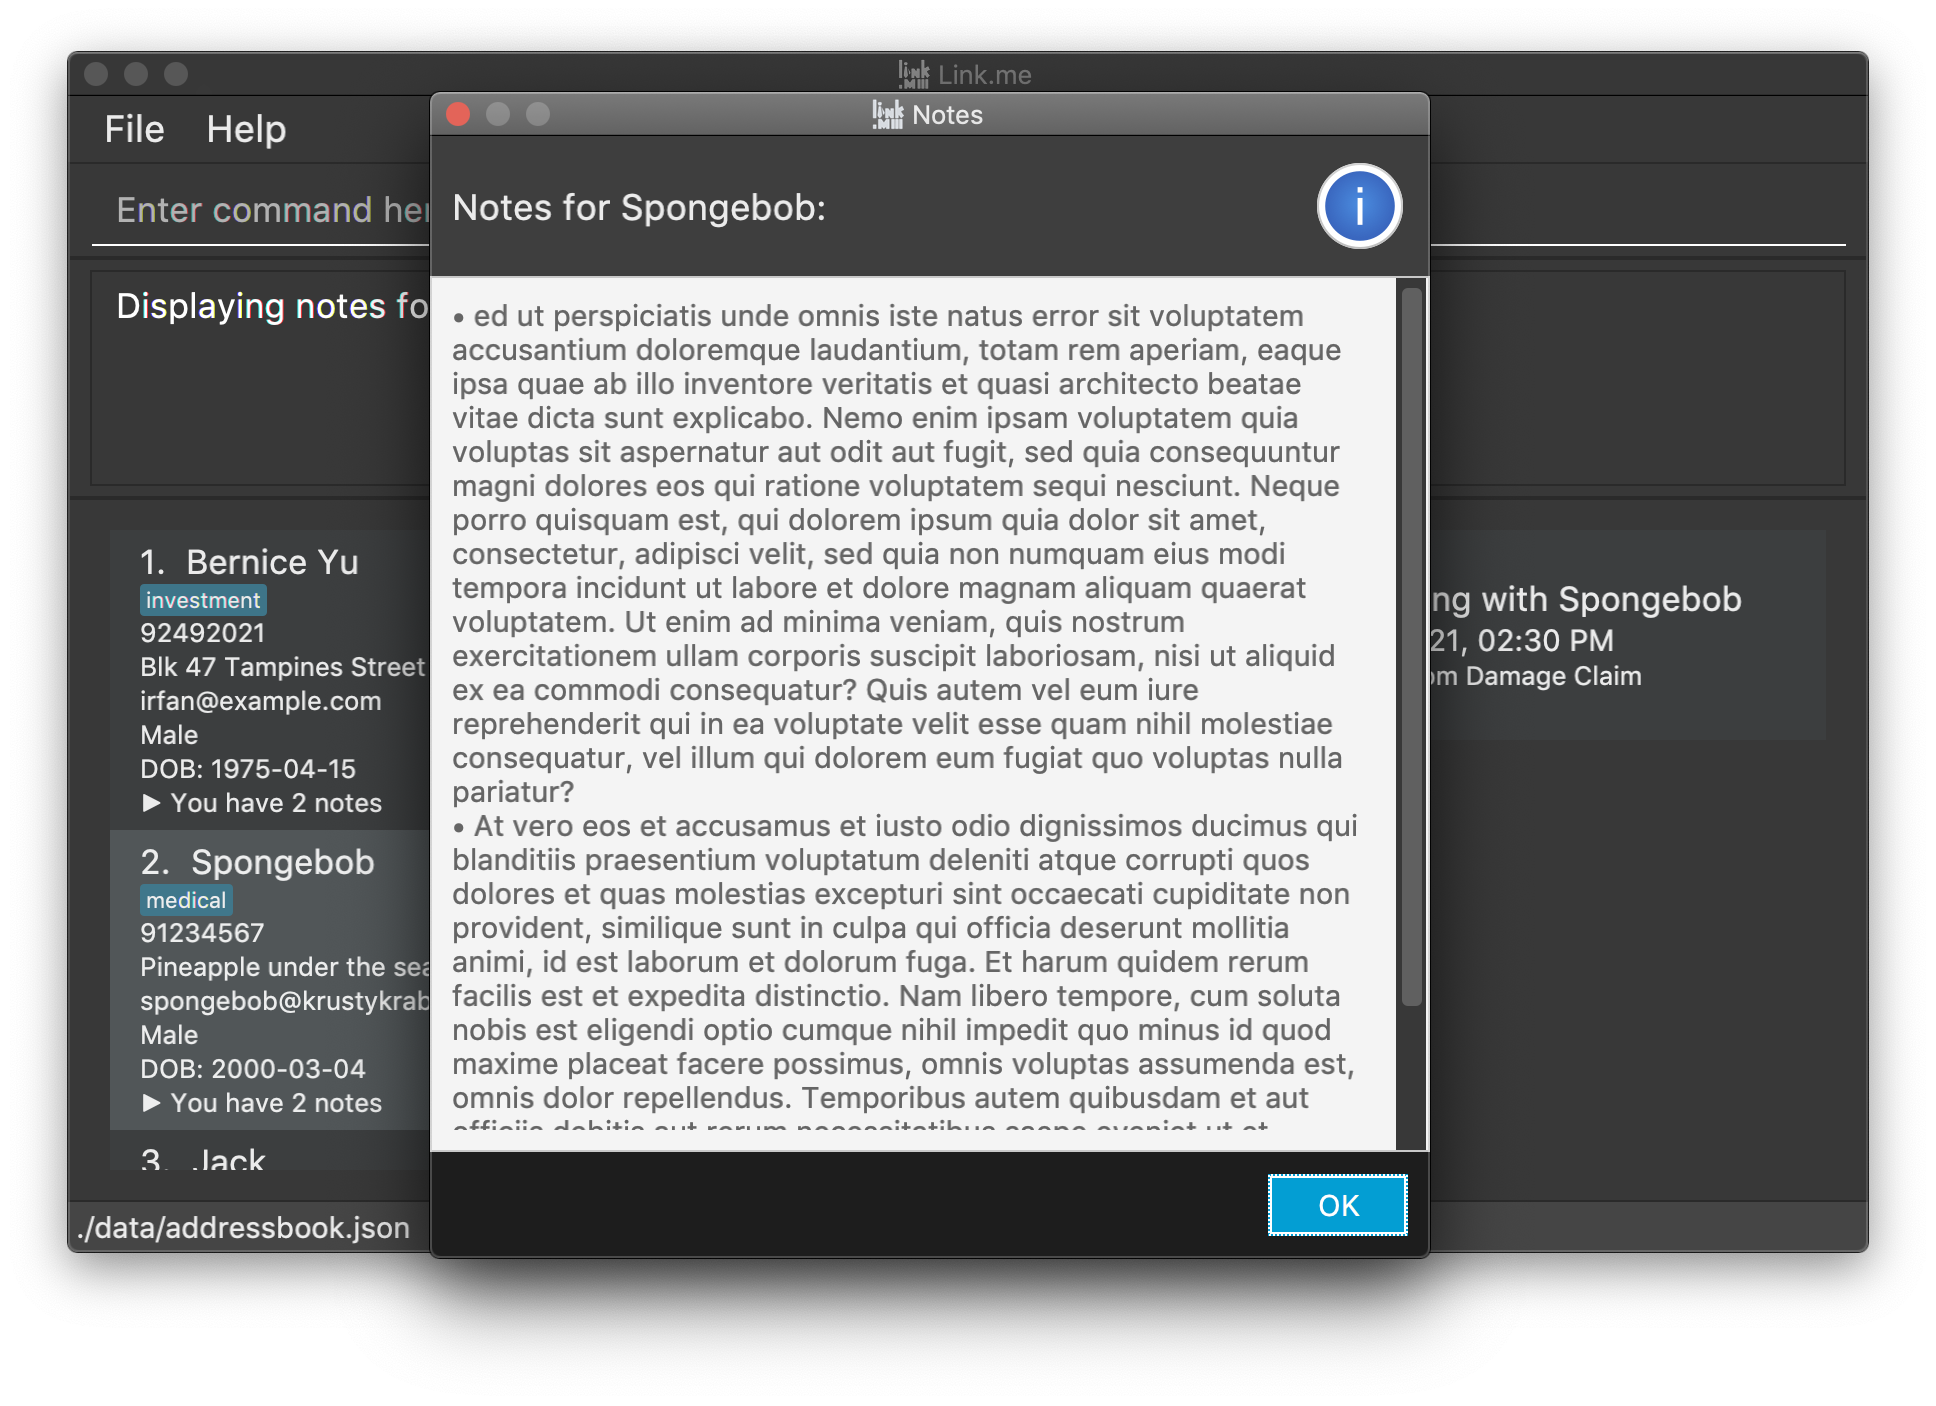 Link.me
File Help
Notes
Enter command
Notes for Spongebob:
i
Displaying notes
• ed ut perspiciatis unde omnis iste natus error sit voluptatem
accusantium doloremque laudantium, totam rem aperiam, eaque
ipsa quae ab illo inventore veritatis et quasi architecto beatae
vitae dicta sunt explicabo. Nemo enim ipsam voluptatem quia
voluptas sit aspernatur aut odit aut fugit, sed quia consequuntur
magni dolores eos qui ratione voluptatem sequi nesciunt. Neque
porro quisquam est, qui dolorem ipsum quia dolor sit amet,
consectetur, adipisci velit, sed quia non numquam eius modi
tempora incidunt ut labore et dolore magnam aliquam quaerat
voluptatem. Ut enim ad minima veniam, quis nostrum
exercitationem ullam corporis suscipit laboriosam, nisi ut aliquid
ex ea commodi consequatur? Quis autem vel eum iure
reprehenderit qui in ea voluptate velit esse quam nihil molestiae
consequatur, vel illum qui dolorem eum fugiat quo voluptas nulla
pariatur?
• At vero eos et accusamus et iusto odio dignissimos ducimus qui
blanditiis praesentium voluptatum deleniti atque corrupti quos
dolores et quas molestias excepturi sint occaecati cupiditate non
provident, similique sunt in culpa qui officia deserunt mollitia
animi, id est laborum et dolorum fuga. Et harum quidem rerum
facilis est et expedita distinctio. Nam libero tempore, cum soluta
nobis est eligendi optio cumque nihil impedit quo minus id quod
maxime placeat facere possimus, omnis voluptas assumenda est,
omnis dolor repellendus. Temporibus autem quibusdam et aut
OK
1. Bernice Yu
investment
92492021
Blk 47 Tampines Street
irfan@example.com
Male
DOB: 1975-04-15
► You have 2 notes
2. Spongebob
medical
91234567
Pineapple under the sea
spongebob@krustykrab
Male
DOB: 2000-03-04
► You have 2 notes
3. Jack
ng with Spongebob
21, 02:30 PM
om Damage Claim
./data/addressbook.json